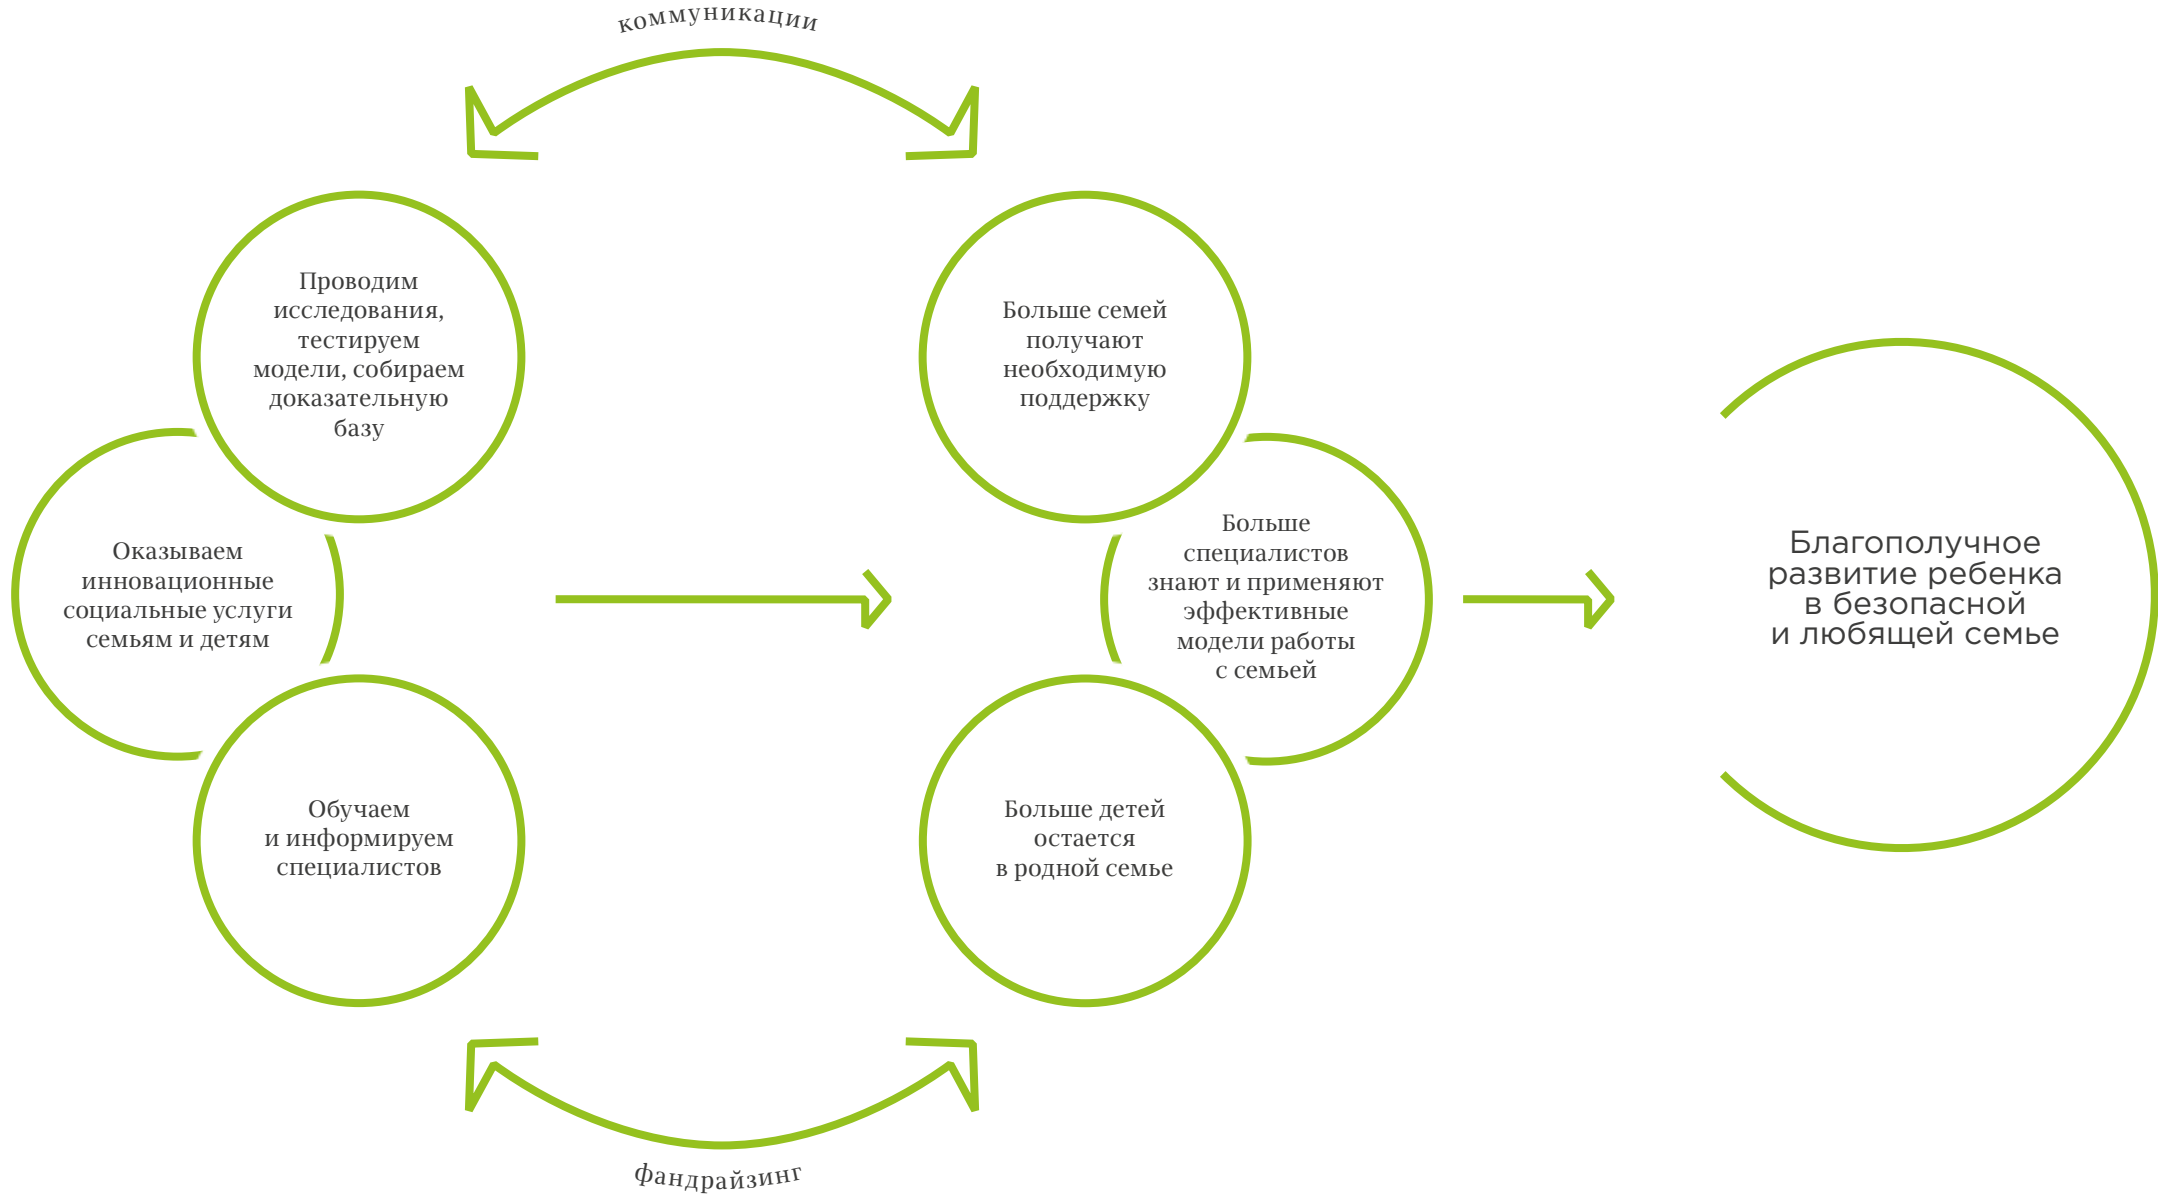 коммуникации
Проводим
исследования,
тестируем
модели, собираем
доказательную
базу
Оказываем
инновационные
социальные услуги
семьям и детям
Обучаем
и информируем
специалистов
Больше семей
получают
необходимую
поддержку
Больше
специалистов
знают и применяют
эффективные
модели работы
с семьей
Больше детей
остается
в родной семье
Благополучное
развитие ребенка
в безопасной
и любящей семье
фандрайзинг